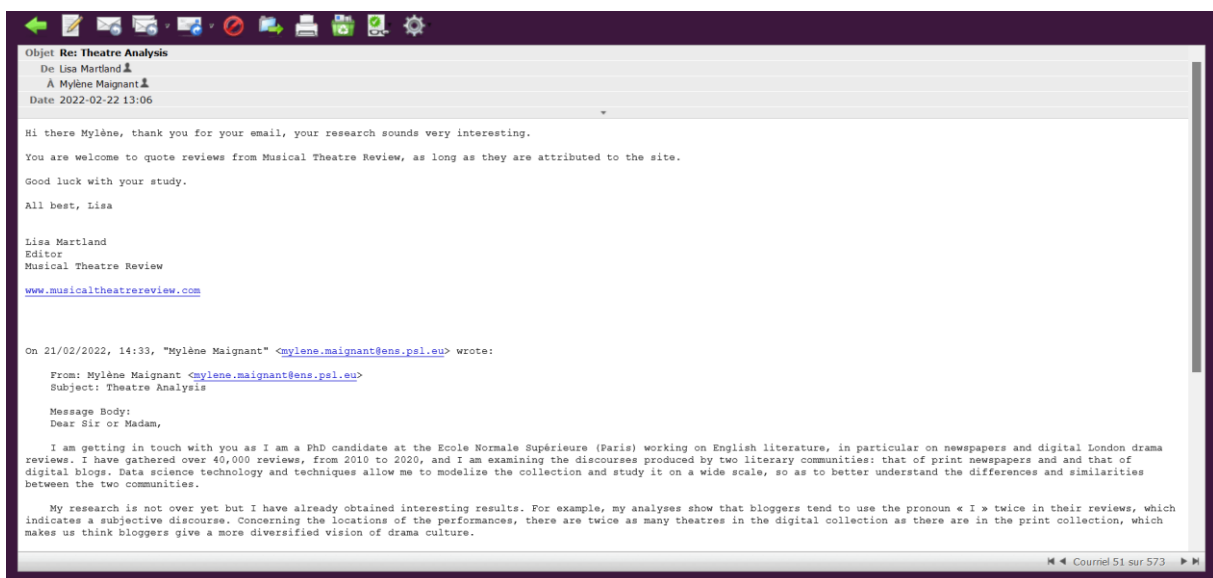 Objet Re: Theatre Analysis
De Lisa Martland
À Mylène Maignant
Date 2022-02-22 13:06
Hi there Mylène, thank you for your email, your research sounds very interesting.
You are welcome to quote reviews from Musical Theatre Review, as long as they are attributed to the site.
Good luck with your study.
All best, Lisa
Lisa Martland
Editor
Musical Theatre Review
www.musicaltheatrereview.com
On 21/02/2022, 14:33, "Mylène Maignant" <mylene.maignant@ens.psl.eu> wrote:
From: Mylène Maignant <mylene.maignant@ens.psl.eu>
Subject: Theatre Analysis
Message Body:
Dear Sir or Madam,
I am getting in touch with you as I am a PhD candidate at the Ecole Normale Supérieure (Paris) working on English literature, in particular on newspapers and digital London drama
reviews. I have gathered over 40,000 reviews, from 2010 to 2020, and I am examining the discourses produced by two literary communities: that of print newspapers and and that of
digital blogs. Data science technology and techniques allow me to modelize the collection and study it on a wide scale, so as to better understand the differences and similarities
between the two communities.
My research is not over yet but I have already obtained interesting results. For example, my analyses show that bloggers tend to use the pronoun « I » twice in their reviews, which
indicates a subjective discourse. Concerning the locations of the performances, there are twice as many theatres in the digital collection as there are in the print collection, which
makes us think bloggers give a more diversified vision of drama culture.
Courriel 51 sur 573